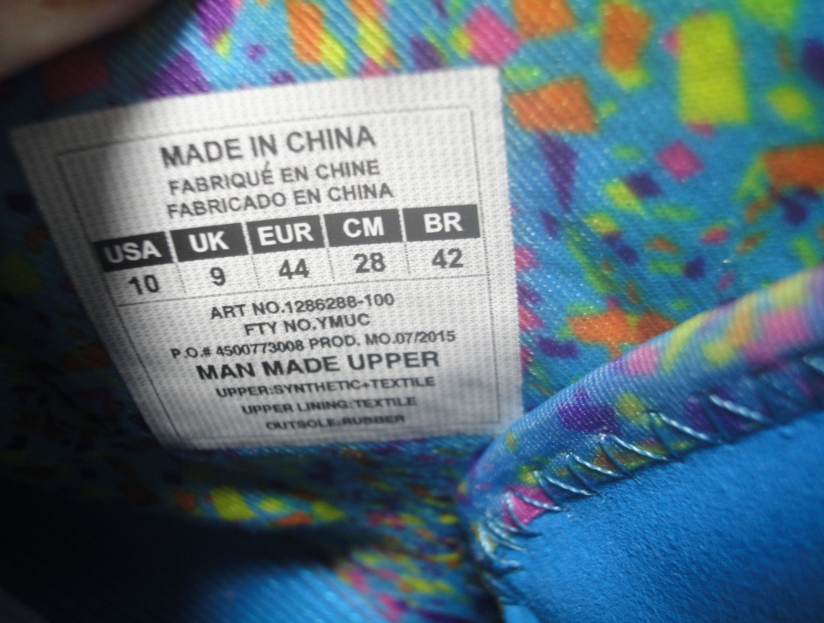 MADE IN CHINA
FABRIQUÉ EN CHINE
FABRICADO EN CHINA
USA UK EUR CM BR
10 9 44 28 42
ART NO.1286288-100
FTY NO.YMUC
P.O.# 4500773008 PROD. MO.07/2015
MAN MADE UPPER
UPPER:SYNTHETIC+TEXTILE
UPPER LINING:TEXTILE
OUTSOLE:RUBBER